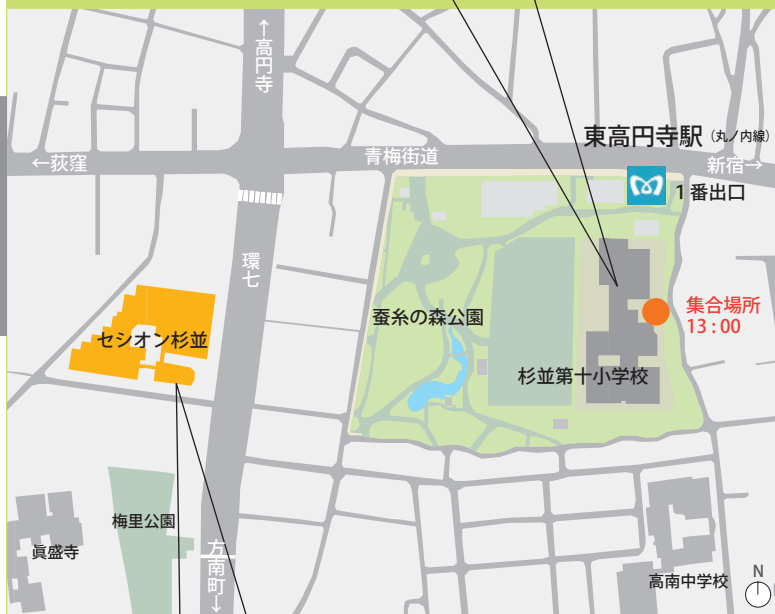 ↑高円寺
東高円寺駅（丸ノ内線）
←荻窪
青梅街道
新宿→
1番出口
環七
集合場所
13:00
蚕糸の森公園
セシオン杉並
杉並第十小学校
梅里公園
眞盛寺
方南町↓
高南中学校
N